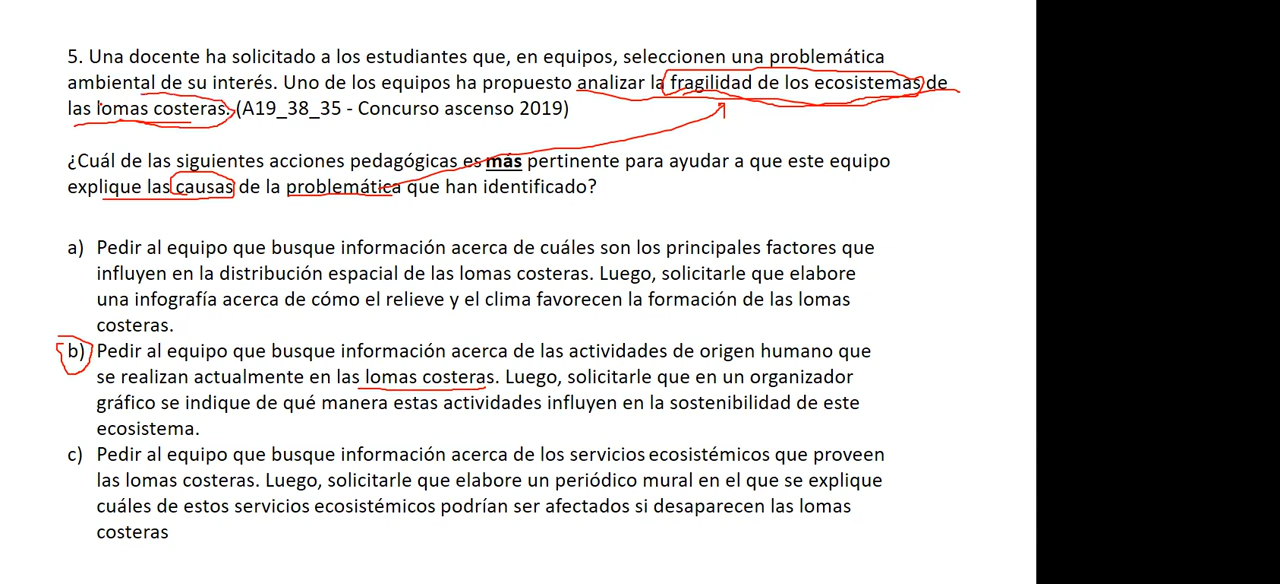 5. Una docente ha solicitado a los estudiantes que, en equipos, seleccionen una problemática
ambiental de su interés. Uno de los equipos ha propuesto analizar la fragilidad de los ecosistemas de
las lomas costeras. (A19_38_35 - Concurso ascenso 2019)
¿Cuál de las siguientes acciones pedagógicas es más pertinente para ayudar a que este equipo
explique las causas de la problemática que han identificado?
a) Pedir al equipo que busque información acerca de cuáles son los principales factores que
influyen en la distribución espacial de las lomas costeras. Luego, solicitarle que elabore
una infografía acerca de cómo el relieve y el clima favorecen la formación de las lomas
costeras.
b) Pedir al equipo que busque información acerca de las actividades de origen humano que
se realizan actualmente en las lomas costeras. Luego, solicitarle que en un organizador
gráfico se indique de qué manera estas actividades influyen en la sostenibilidad de este
ecosistema.
c) Pedir al equipo que busque información acerca de los servicios ecosistémicos que proveen
las lomas costeras. Luego, solicitarle que elabore un periódico mural en el que se explique
cuáles de estos servicios ecosistémicos podrían ser afectados si desaparecen las lomas
costeras